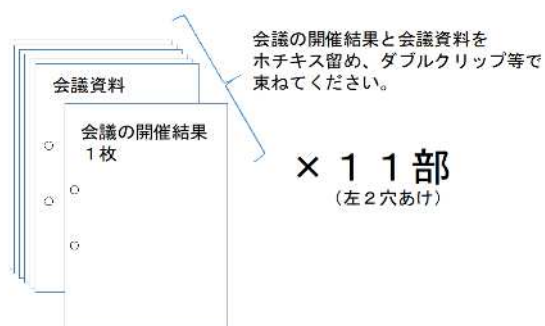 会議の開催結果と会議資料を
ホチキス留め、ダブルクリップ等で
束ねてください。
会議資料
会議の開催結果
１枚
×１１部
（左２穴あけ）